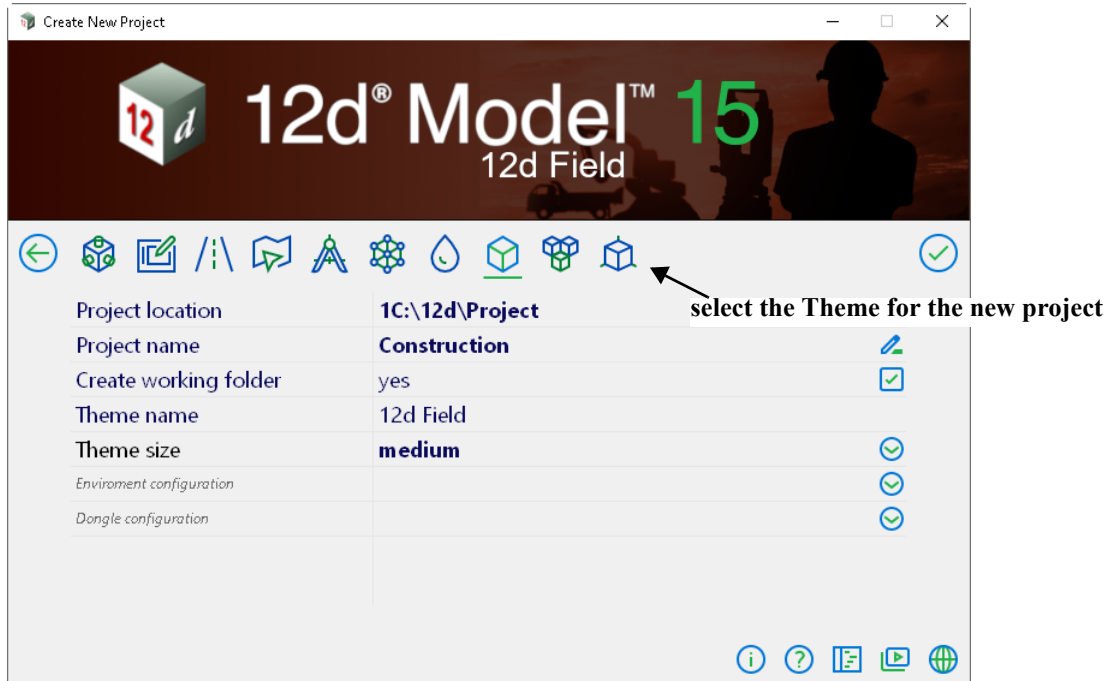 Create New Project
12 d 12d® Model™ 15
12d Field
select the Theme for the new project
Project location 1C:\12d\Project
Project name Construction
Create working folder yes
Theme name 12d Field
Theme size medium
Enviroment configuration
Dongle configuration